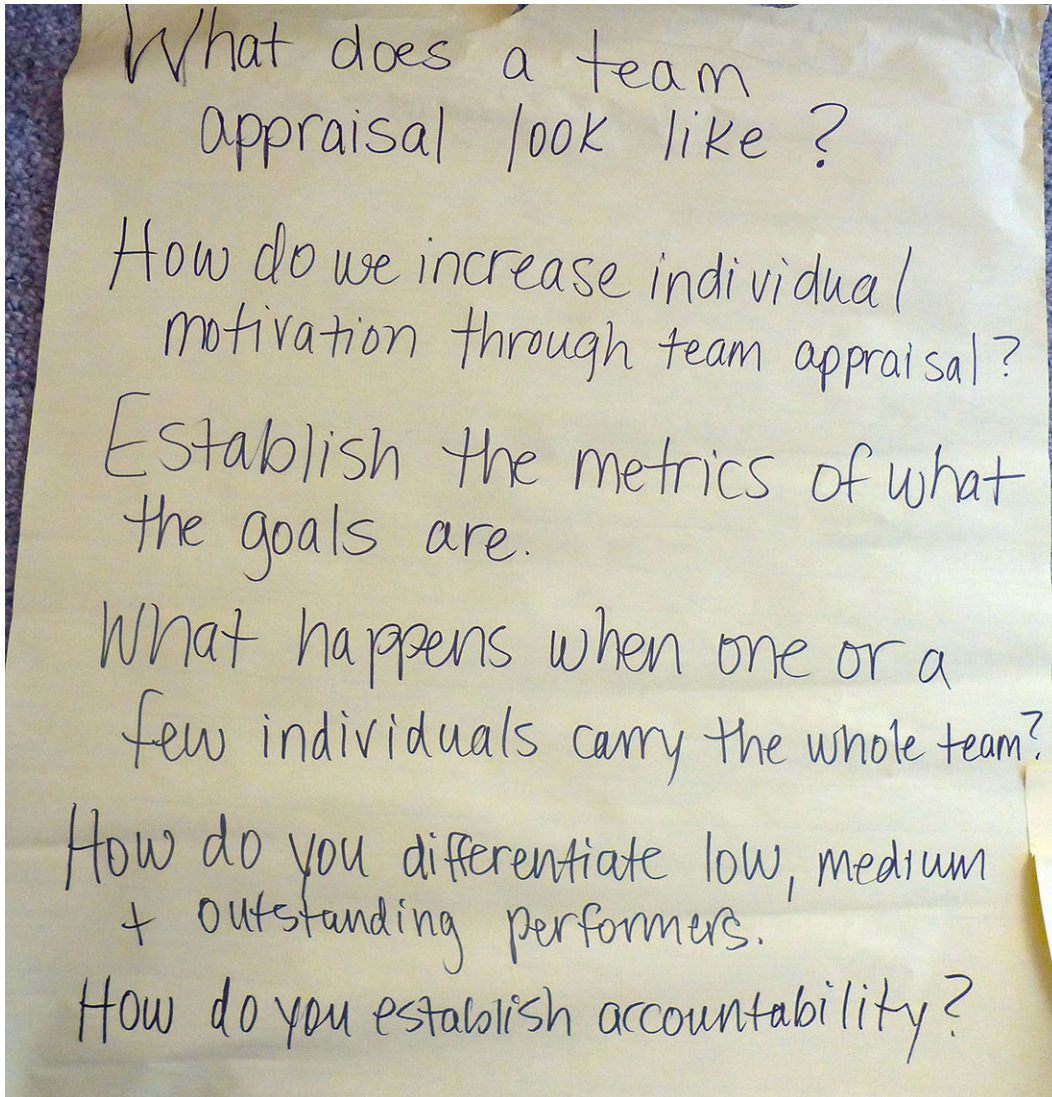 What does a team
appraisal look like?
How do we increase individual
motivation through team appraisal?
Establish the metrics of what
the goals are.
What happens when one or a
few individuals carry the whole team?
How do you differentiate low, medium
+ outstanding performers.
How do you establish accountability?